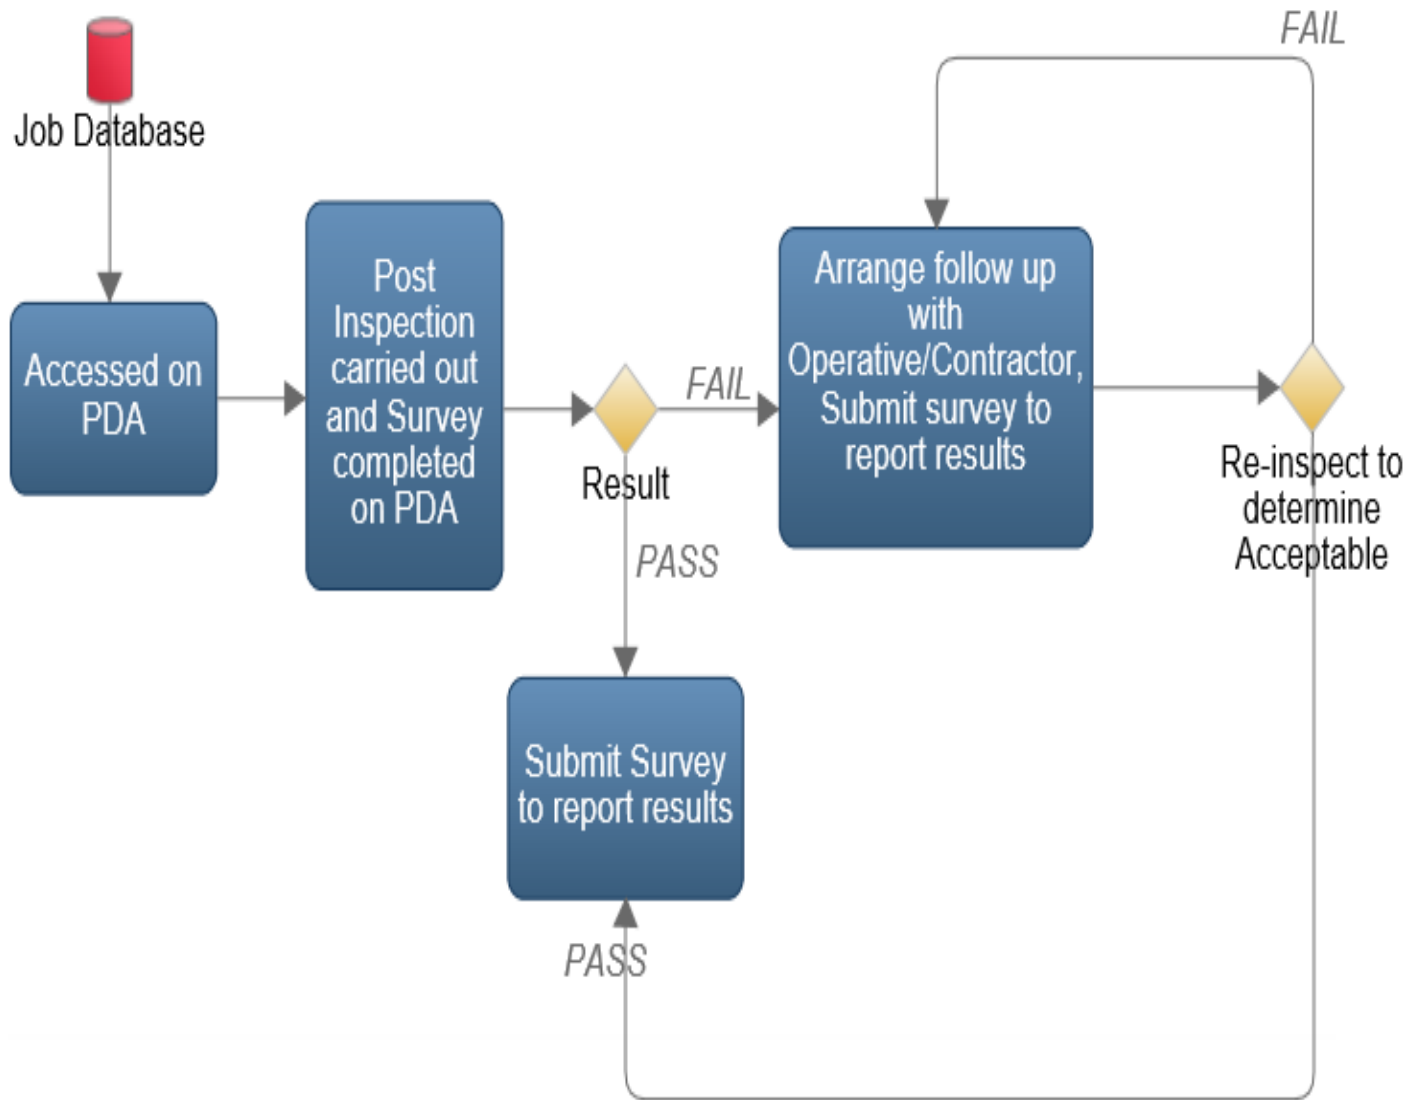 Job Database
Accessed on
PDA
Post
Inspection
carried out
and Survey
completed
on PDA
Result
FAIL
PASS
Submit Survey
to report results
PASS
Arrange follow up
with
Operative/Contractor,
Submit survey to
report results
FAIL
Re-inspect to
determine
Acceptable